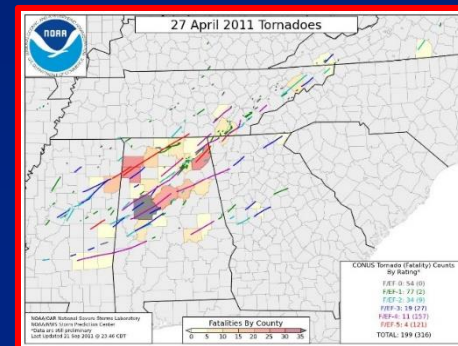 NOAA
27 April 2011 Tornadoes
CONUS Tornado (Fatality) Counts
By Rating*
F/EF-0: 54 (0)
F/EF-1: 77 (2)
F/EF-2: 34 (9)
F/EF-3: 19 (27)
F/EF-4: 11 (157)
F/EF-5: 4 (121)
TOTAL: 199 (316)
NOAA/OAR National Severe Storms Laboratory
NOAA/NWS Storm Prediction Center
*Data are still preliminary
Last Updated 21 Sep 2011 @ 23:46 CDT
Fatalities By County
0 5 10 15 20 25 30 35